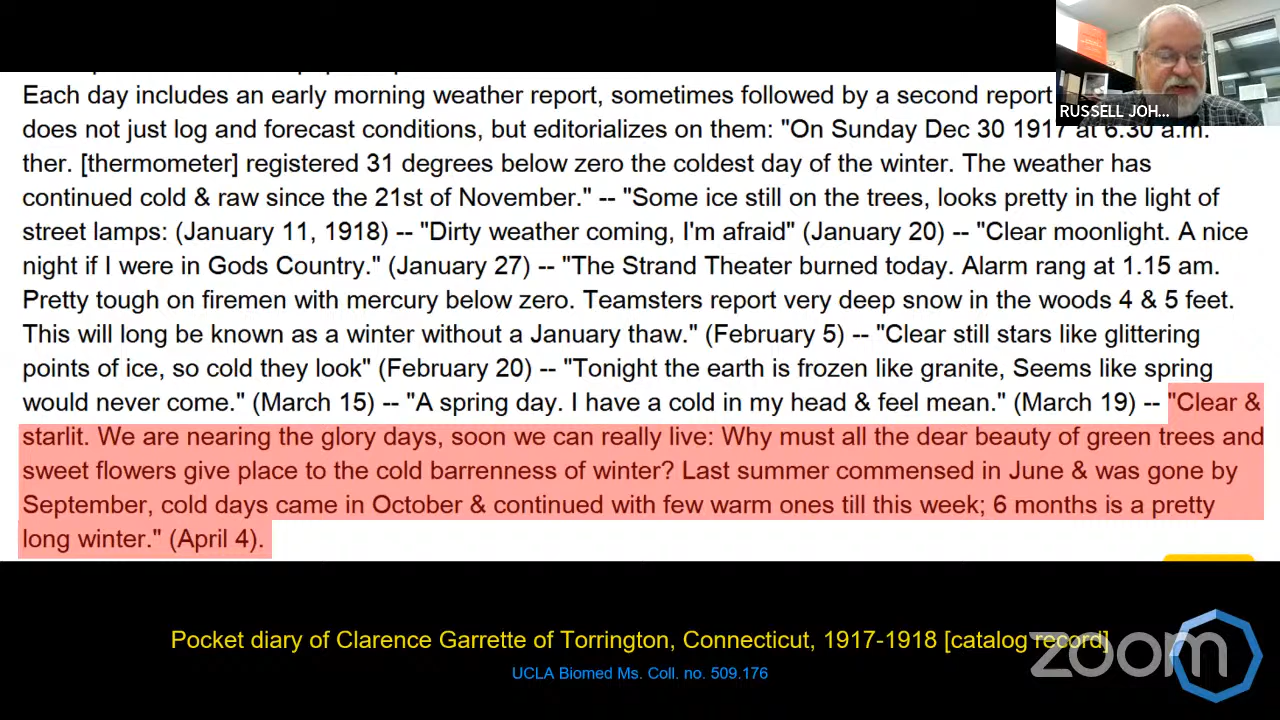 RUSSELL JOH...
Each day includes an early morning weather report, sometimes followed by a second report
does not just log and forecast conditions, but editorializes on them: "On Sunday Dec 30 1917 at 6.30 a.m.
ther. [thermometer] registered 31 degrees below zero the coldest day of the winter. The weather has
continued cold & raw since the 21st of November." -- "Some ice still on the trees, looks pretty in the light of
street lamps: (January 11, 1918) -- "Dirty weather coming, I'm afraid" (January 20) -- "Clear moonlight. A nice
night if I were in Gods Country." (January 27) -- "The Strand Theater burned today. Alarm rang at 1.15 am.
Pretty tough on firemen with mercury below zero. Teamsters report very deep snow in the woods 4 & 5 feet.
This will long be known as a winter without a January thaw." (February 5) -- "Clear still stars like glittering
points of ice, so cold they look" (February 20) -- "Tonight the earth is frozen like granite, Seems like spring
would never come." (March 15) -- "A spring day. I have a cold in my head & feel mean." (March 19) -- "Clear &
starlit. We are nearing the glory days, soon we can really live: Why must all the dear beauty of green trees and
sweet flowers give place to the cold barrenness of winter? Last summer commensed in June & was gone by
September, cold days came in October & continued with few warm ones till this week; 6 months is a pretty
long winter." (April 4).
Pocket diary of Clarence Garrette of Torrington, Connecticut, 1917-1918 [catalog record]
UCLA Biomed Ms. Coll. no. 509.176
zoom